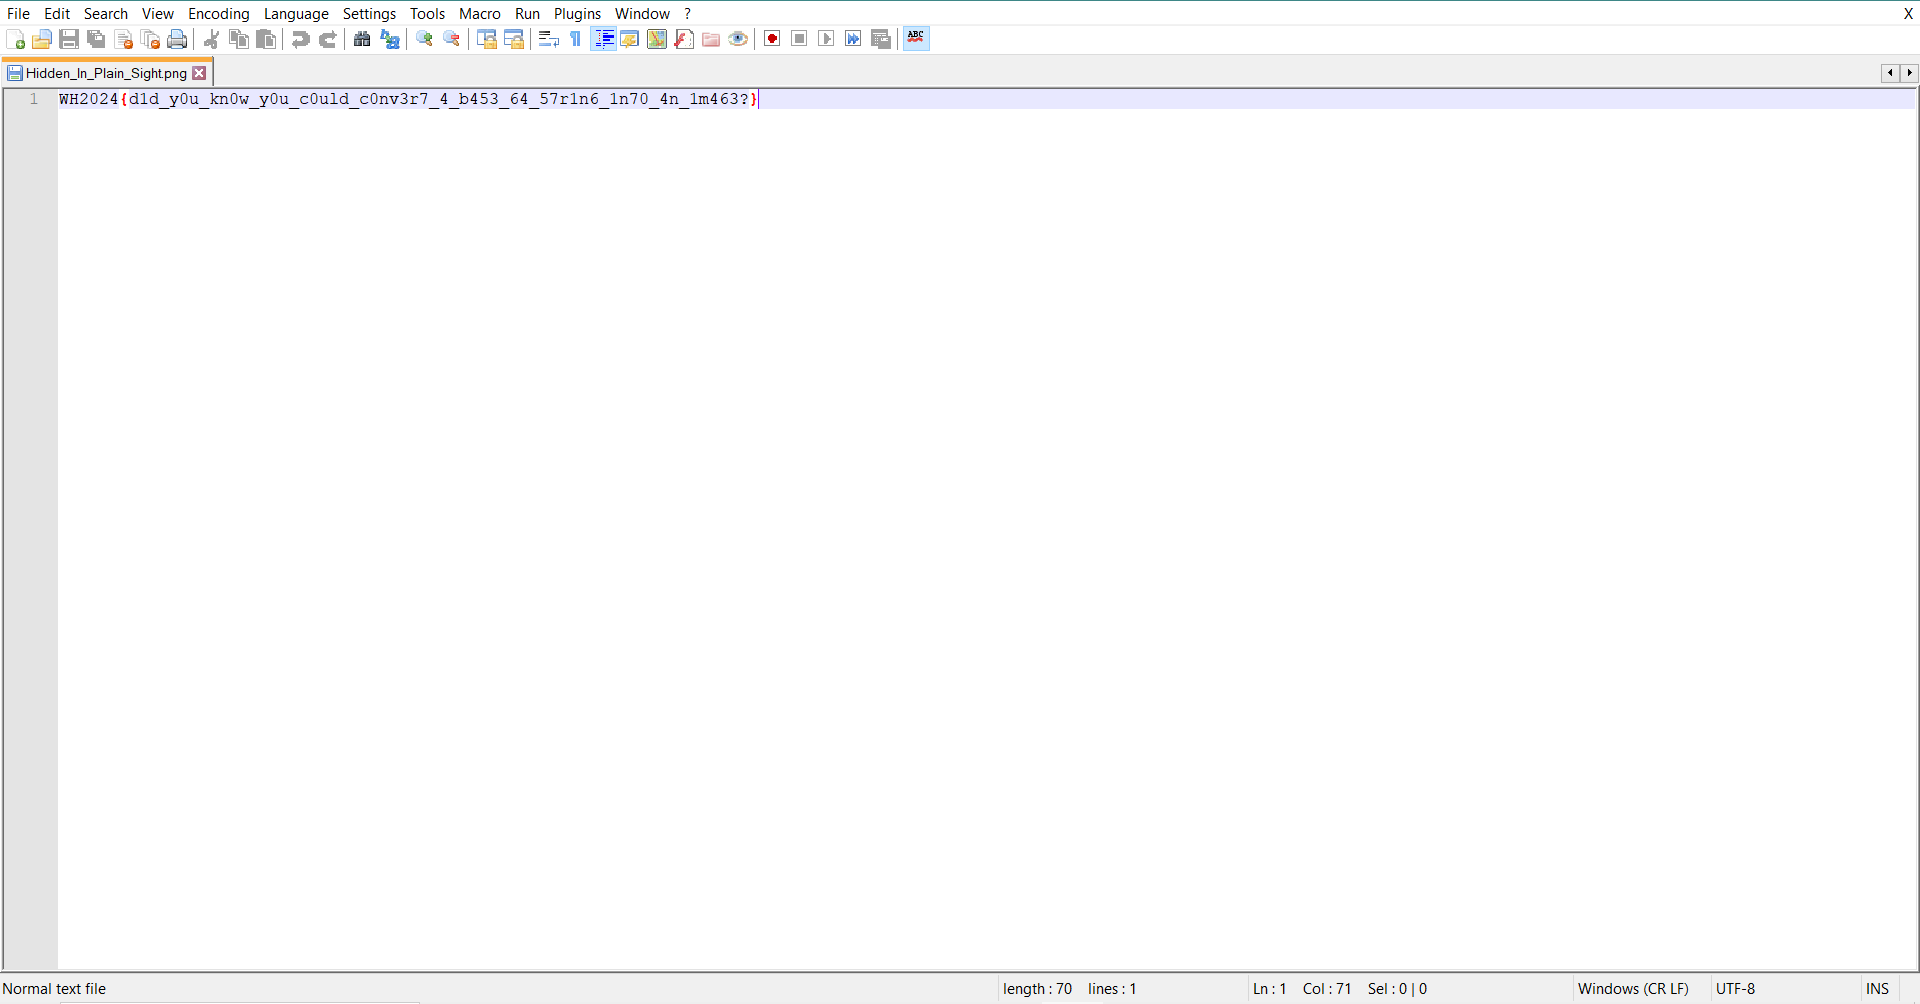 File Edit Search View Encoding Language Settings Tools Macro Run Plugins Window ? X
ABC
Hidden_In_Plain_Sight.png
1 WH2024{d1d_y0u_kn0w_y0u_c0uld_c0nv3r7_4_b453_64_57r1n6_1n70_4n_1m463?}
Normal text file length : 70 lines : 1 Ln : 1 Col : 71 Sel : 0 | 0 Windows (CR LF) UTF-8 INS